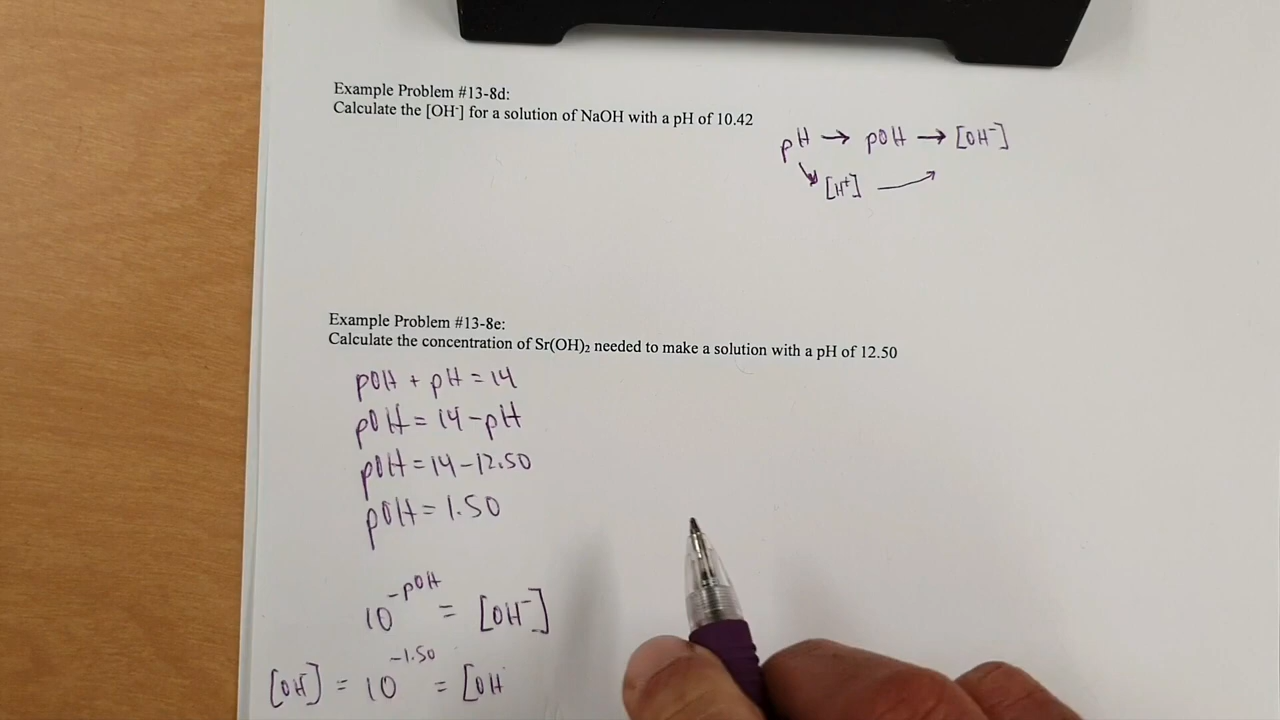 Example Problem #13-8d:
Calculate the [OH⁻] for a solution of NaOH with a pH of 10.42
pH → pOH → [OH⁻]
↘ [H⁺] →
Example Problem #13-8e:
Calculate the concentration of Sr(OH)₂ needed to make a solution with a pH of 12.50
pOH + pH = 14
pOH = 14 - pH
pOH = 14 - 12.50
pOH = 1.50
10^-pOH = [OH⁻]
[OH⁻] = 10^-1.50 = [OH